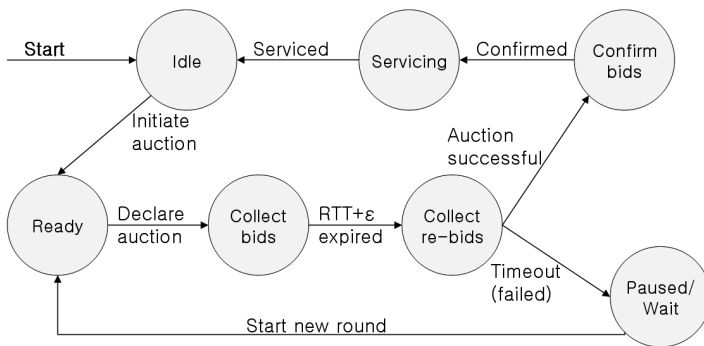 Start
Idle
Serviced
Servicing
Confirmed
Confirm
bids
Initiate
auction
Auction
successful
Ready
Declare
auction
Collect
bids
RTT+ε
expired
Collect
re-bids
Timeout
(failed)
Paused/
Wait
Start new round